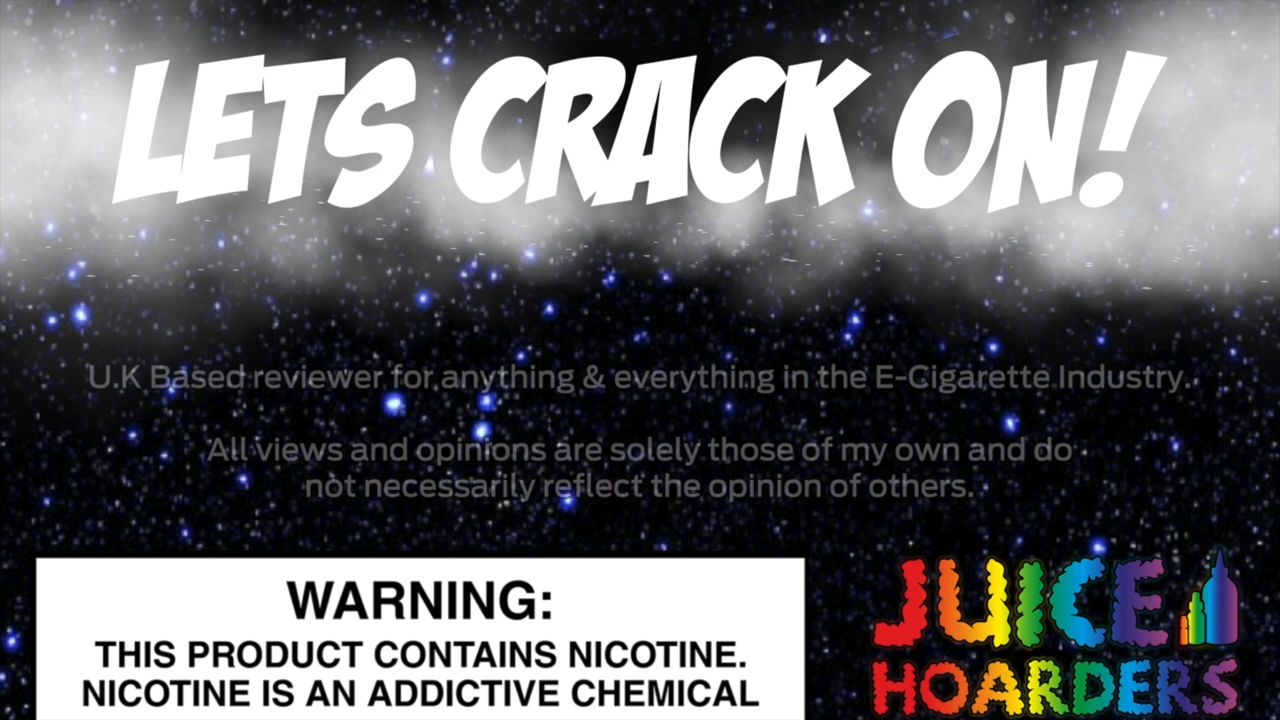 LETS CRACK ON!
U.K Based reviewer for anything & everything in the E-Cigarette Industry.
All views and opinions are solely those of my own and do
not necessarily reflect the opinion of others.
WARNING:
THIS PRODUCT CONTAINS NICOTINE.
NICOTINE IS AN ADDICTIVE CHEMICAL
JUICE
HOARDERS